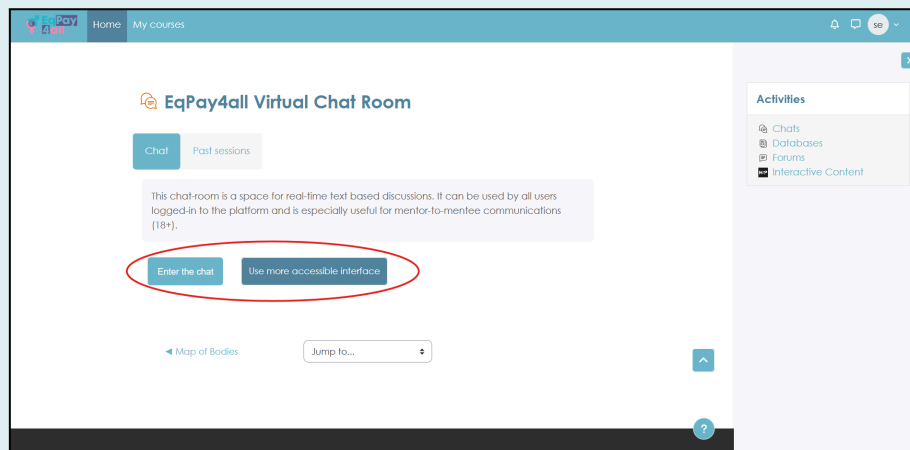 EqPay
4all
Home My courses
se
EqPay4all Virtual Chat Room
Chat Past sessions
This chat-room is a space for real-time text based discussions. It can be used by all users
logged-in to the platform and is especially useful for mentor-to-mentee communications
(18+).
Enter the chat Use more accessible interface
◄ Map of Bodies Jump to...
?
Activities
Chats
Databases
Forums
H5P Interactive Content